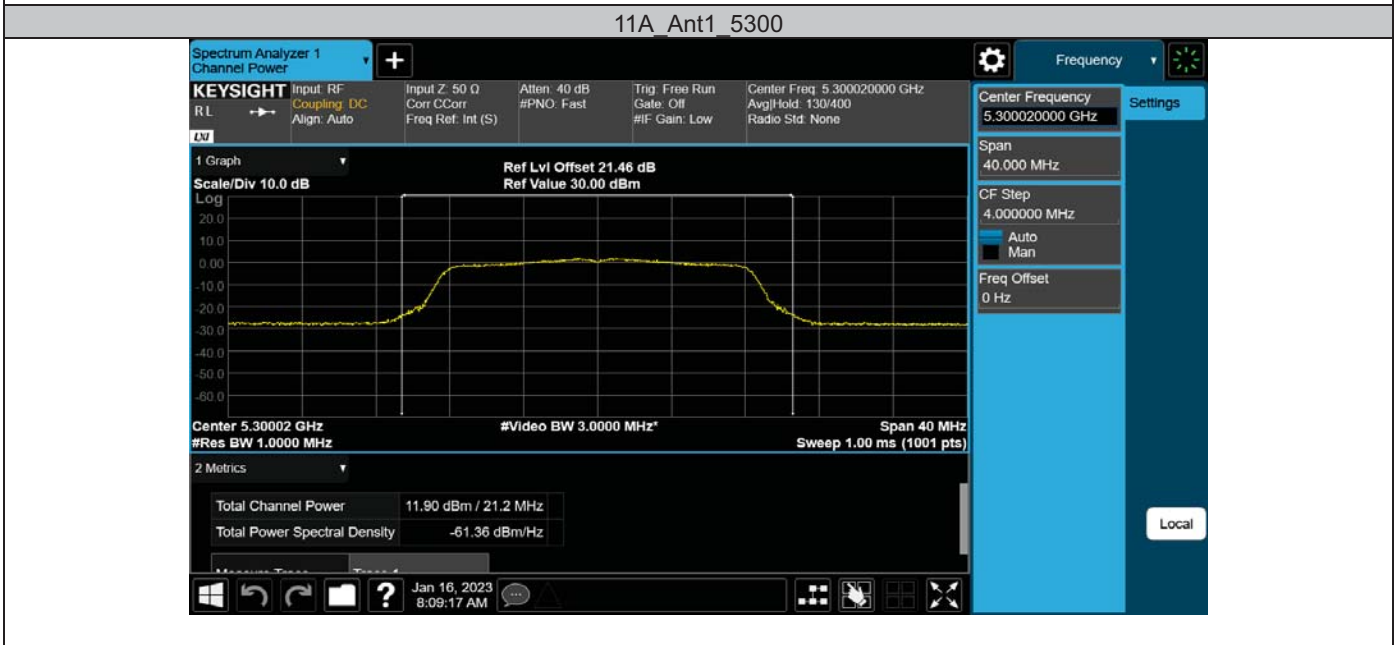 11A_Ant1_5300
Spectrum Analyzer 1
Channel Power
+
Frequency
KEYSIGHT
RL
LXI
Input: RF
Coupling: DC
Align: Auto
Input Z: 50 Ω
Corr CCorr
Freq Ref: Int (S)
Atten: 40 dB
#PNO: Fast
Trig: Free Run
Gate: Off
#IF Gain: Low
Center Freq: 5.300020000 GHz
Avg|Hold: 130/400
Radio Std: None
Center Frequency
5.300020000 GHz
Settings
Span
40.000 MHz
CF Step
4.000000 MHz
Auto
Man
Freq Offset
0 Hz
Local
1 Graph
Scale/Div 10.0 dB
Ref Lvl Offset 21.46 dB
Ref Value 30.00 dBm
Log
20.0
10.0
0.00
-10.0
-20.0
-30.0
-40.0
-50.0
-60.0
Center 5.30002 GHz
#Video BW 3.0000 MHz*
Span 40 MHz
#Res BW 1.0000 MHz
Sweep 1.00 ms (1001 pts)
2 Metrics
Total Channel Power 11.90 dBm / 21.2 MHz
Total Power Spectral Density -61.36 dBm/Hz
?
Jan 16, 2023
8:09:17 AM